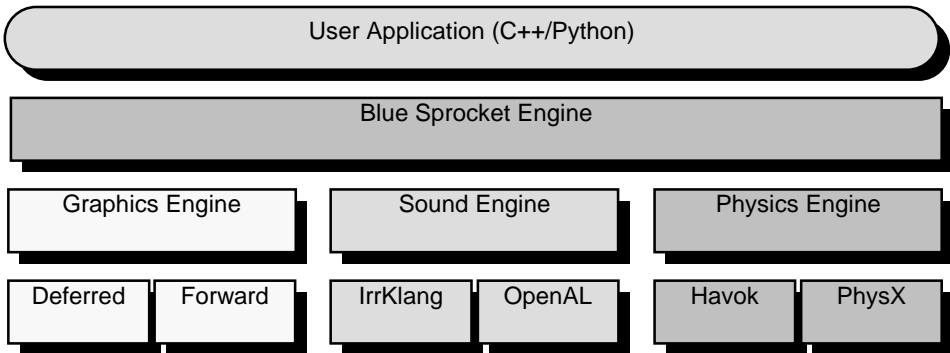 User Application (C++/Python)
Blue Sprocket Engine
Graphics Engine
Sound Engine
Physics Engine
Deferred
Forward
IrrKlang
OpenAL
Havok
PhysX